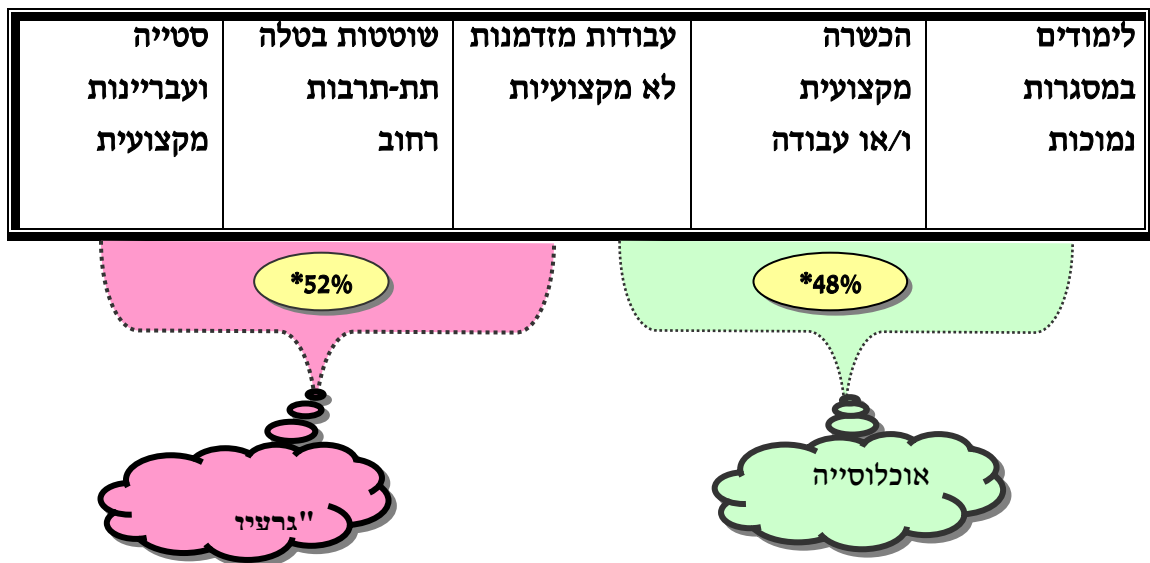 לימודים
במסגרות
נמוכות
הכשרה
מקצועית
ו/או עבודה
עבודות מזדמנות
לא מקצועיות
שוטטות בטלה
תת-תרבות
רחוב
סטייה
ועבריינות
מקצועית
*48%
*52%
אוכלוסייה
"גרעין